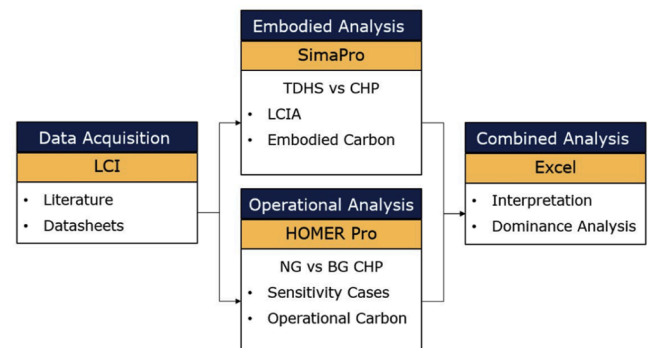 Data Acquisition
LCI
• Literature
• Datasheets
Embodied Analysis
SimaPro
TDHS vs CHP
• LCIA
• Embodied Carbon
Operational Analysis
HOMER Pro
NG vs BG CHP
• Sensitivity Cases
• Operational Carbon
Combined Analysis
Excel
• Interpretation
• Dominance Analysis